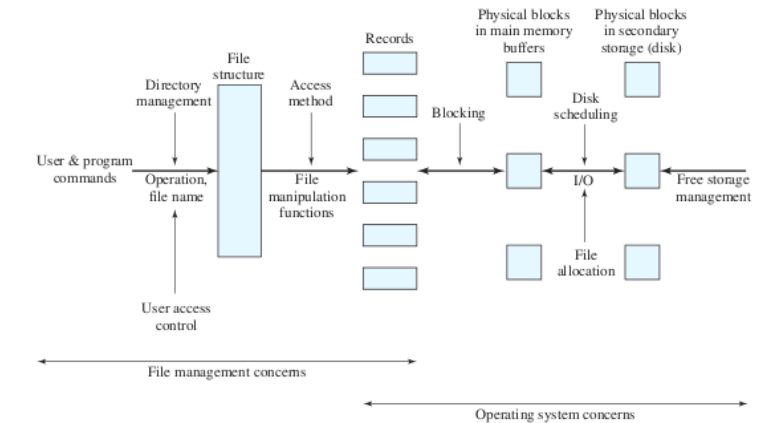 Physical blocks
in main memory
buffers
Physical blocks
in secondary
storage (disk)
Records
File
structure
Directory
management
Access
method
Blocking
Disk
scheduling
User & program
commands
Operation,
file name
File
manipulation
functions
I/O
Free storage
management
File
allocation
User access
control
File management concerns
Operating system concerns